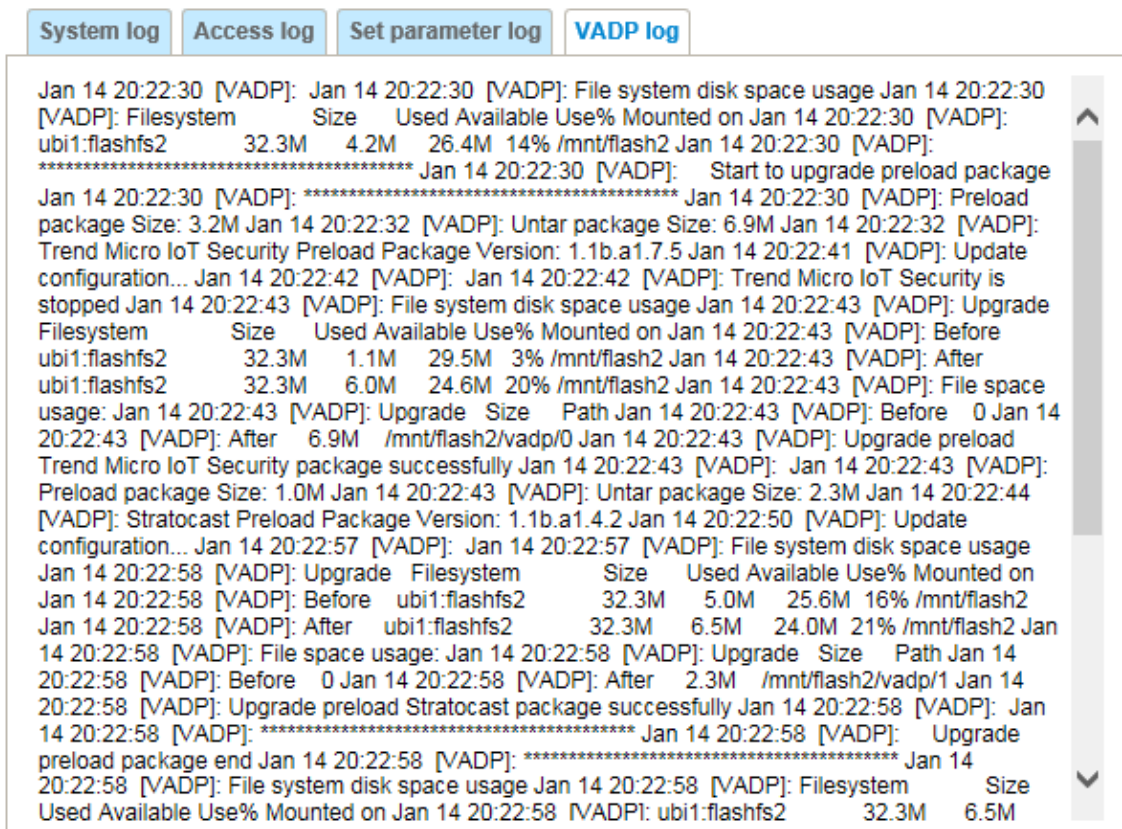 System log Access log Set parameter log VADP log
Jan 14 20:22:30 [VADP]: Jan 14 20:22:30 [VADP]: File system disk space usage Jan 14 20:22:30
[VADP]: Filesystem Size Used Available Use% Mounted on Jan 14 20:22:30 [VADP]:
ubi1:flashfs2 32.3M 4.2M 26.4M 14% /mnt/flash2 Jan 14 20:22:30 [VADP]:
******************************************* Jan 14 20:22:30 [VADP]: Start to upgrade preload package
Jan 14 20:22:30 [VADP]: ******************************************* Jan 14 20:22:30 [VADP]: Preload
package Size: 3.2M Jan 14 20:22:32 [VADP]: Untar package Size: 6.9M Jan 14 20:22:32 [VADP]:
Trend Micro IoT Security Preload Package Version: 1.1b.a1.7.5 Jan 14 20:22:41 [VADP]: Update
configuration... Jan 14 20:22:42 [VADP]: Jan 14 20:22:42 [VADP]: Trend Micro IoT Security is
stopped Jan 14 20:22:43 [VADP]: File system disk space usage Jan 14 20:22:43 [VADP]: Upgrade
Filesystem Size Used Available Use% Mounted on Jan 14 20:22:43 [VADP]: Before
ubi1:flashfs2 32.3M 1.1M 29.5M 3% /mnt/flash2 Jan 14 20:22:43 [VADP]: After
ubi1:flashfs2 32.3M 6.0M 24.6M 20% /mnt/flash2 Jan 14 20:22:43 [VADP]: File space
usage: Jan 14 20:22:43 [VADP]: Upgrade Size Path Jan 14 20:22:43 [VADP]: Before 0 Jan 14
20:22:43 [VADP]: After 6.9M /mnt/flash2/vadp/0 Jan 14 20:22:43 [VADP]: Upgrade preload
Trend Micro IoT Security package successfully Jan 14 20:22:43 [VADP]: Jan 14 20:22:43 [VADP]:
Preload package Size: 1.0M Jan 14 20:22:43 [VADP]: Untar package Size: 2.3M Jan 14 20:22:44
[VADP]: Stratocast Preload Package Version: 1.1b.a1.4.2 Jan 14 20:22:50 [VADP]: Update
configuration... Jan 14 20:22:57 [VADP]: Jan 14 20:22:57 [VADP]: File system disk space usage
Jan 14 20:22:58 [VADP]: Upgrade Filesystem Size Used Available Use% Mounted on
Jan 14 20:22:58 [VADP]: Before ubi1:flashfs2 32.3M 5.0M 25.6M 16% /mnt/flash2
Jan 14 20:22:58 [VADP]: After ubi1:flashfs2 32.3M 6.5M 24.0M 21% /mnt/flash2 Jan
14 20:22:58 [VADP]: File space usage: Jan 14 20:22:58 [VADP]: Upgrade Size Path Jan 14
20:22:58 [VADP]: Before 0 Jan 14 20:22:58 [VADP]: After 2.3M /mnt/flash2/vadp/1 Jan 14
20:22:58 [VADP]: Upgrade preload Stratocast package successfully Jan 14 20:22:58 [VADP]: Jan
14 20:22:58 [VADP]: ******************************************* Jan 14 20:22:58 [VADP]: Upgrade
preload package end Jan 14 20:22:58 [VADP]: ******************************************* Jan 14
20:22:58 [VADP]: File system disk space usage Jan 14 20:22:58 [VADP]: Filesystem Size
Used Available Use% Mounted on Jan 14 20:22:58 [VADP]: ubi1:flashfs2 32.3M 6.5M